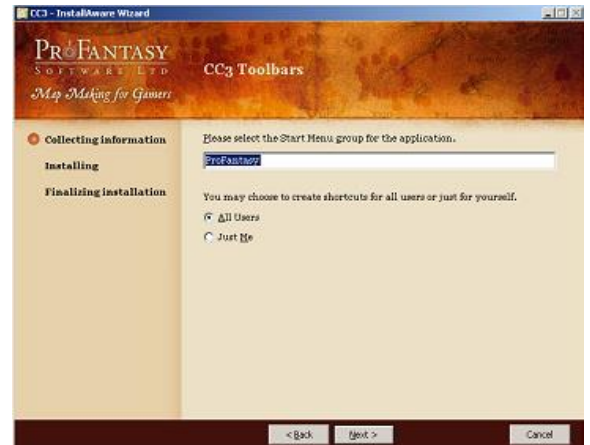 CC3 - InstallAware Wizard
PROFANTASY
SOFTWARE LTD
Map Making for Gamers
CC3 Toolbars
Collecting information
Installing
Finalizing installation
Please select the Start Menu group for the application.
ProFantasy
You may choose to create shortcuts for all users or just for yourself.
All Users
Just Me
< Back
Next >
Cancel